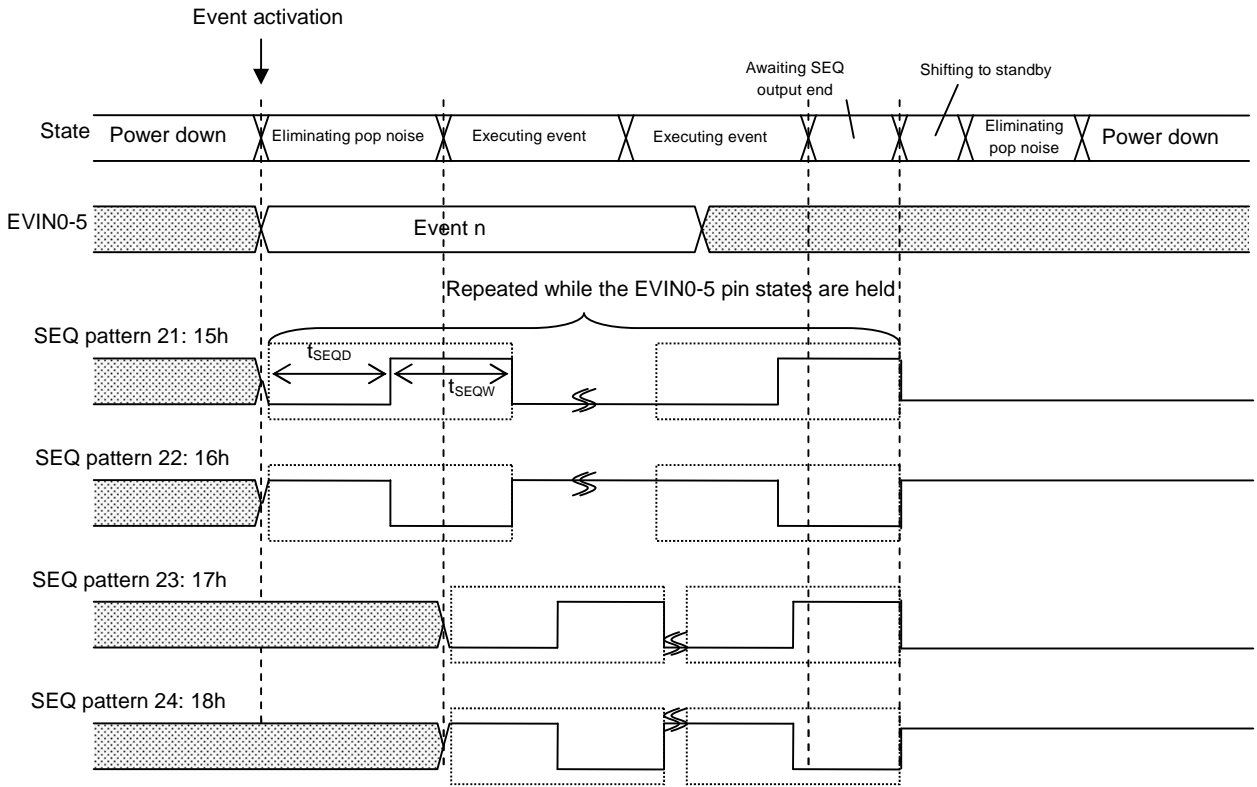 Event activation
Awaiting SEQ
output end
Shifting to standby
State
Power down
Eliminating pop noise
Executing event
Executing event
Eliminating
pop noise
Power down
EVIN0-5
Event n
Repeated while the EVIN0-5 pin states are held
SEQ pattern 21: 15h
tSEQD
tSEQW
SEQ pattern 22: 16h
SEQ pattern 23: 17h
SEQ pattern 24: 18h